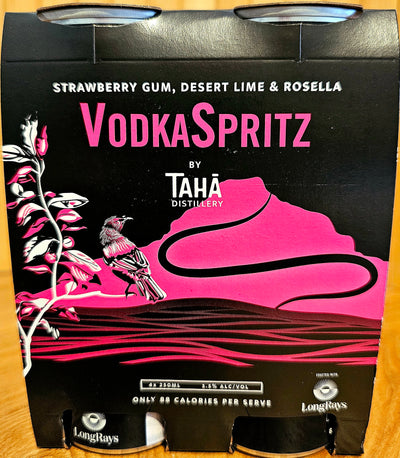 STRAWBERRY GUM, DESERT LIME & ROSELLA
VODKASPRITZ
BY
TAHĀ
DISTILLERY
4x 250ML 3.5% ALC/VOL
ONLY 88 CALORIES PER SERVE
LongRays
LongRays